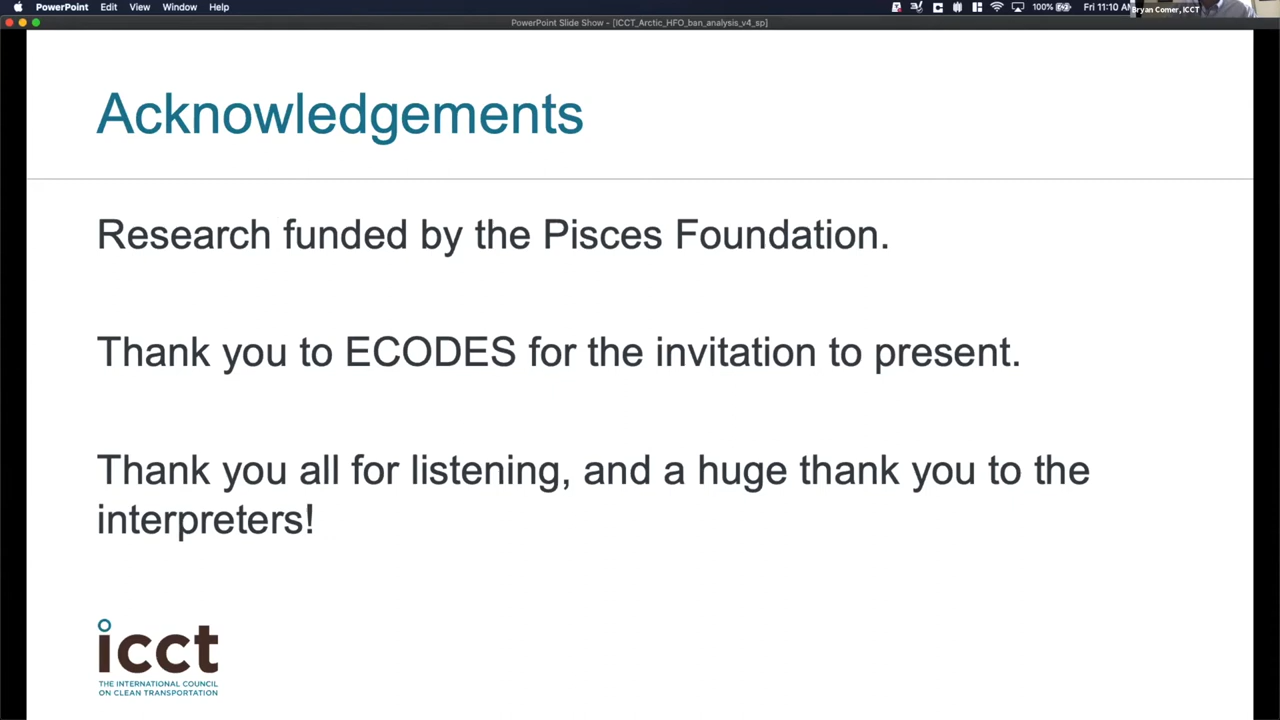 PowerPoint Edit View Window Help 100% Fri 11:10 AM
Bryan Comer, ICCT
PowerPoint Slide Show - [ICCT_Arctic_HFO_ban_analysis_v4_sp]
Acknowledgements
Research funded by the Pisces Foundation.
Thank you to ECODES for the invitation to present.
Thank you all for listening, and a huge thank you to the
interpreters!
icct
THE INTERNATIONAL COUNCIL
ON CLEAN TRANSPORTATION